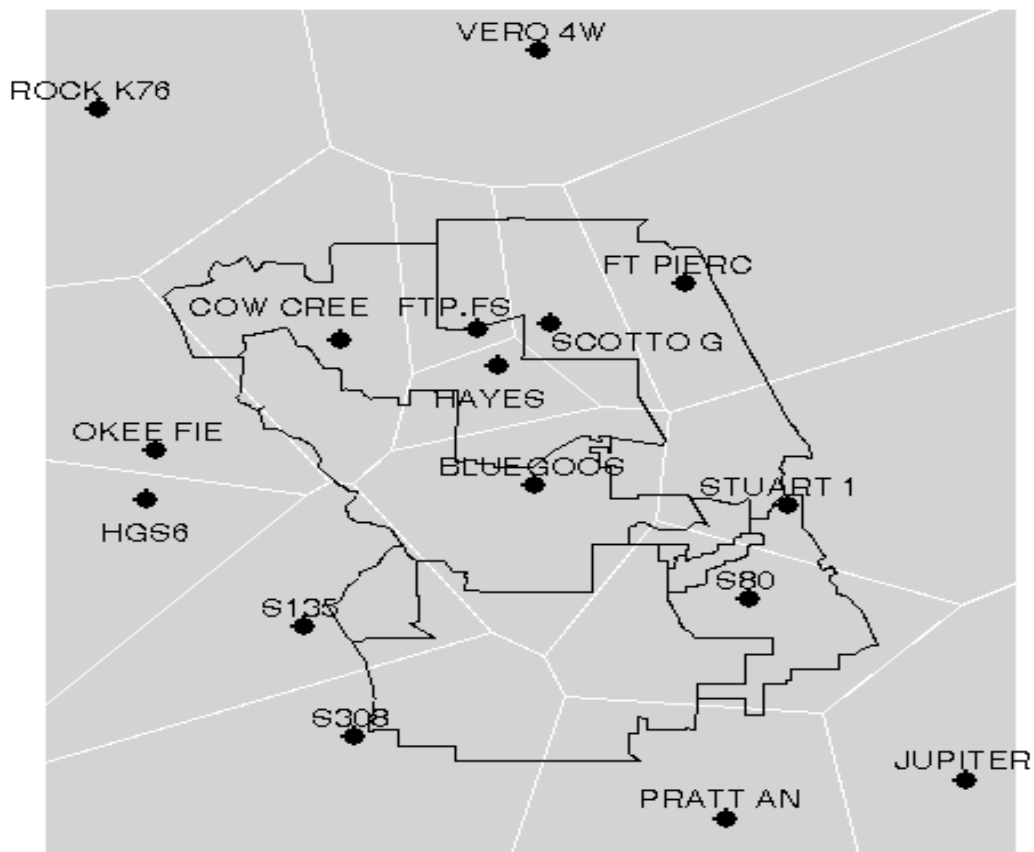 VERO 4W
ROCK K76
FT PIERC
COW CREE
FTP.FS
SCOTTO G
HAYES
OKEE FIE
BLUEGOOS
STUART 1
HGS6
S80
S135
S308
JUPITER
PRATT AN